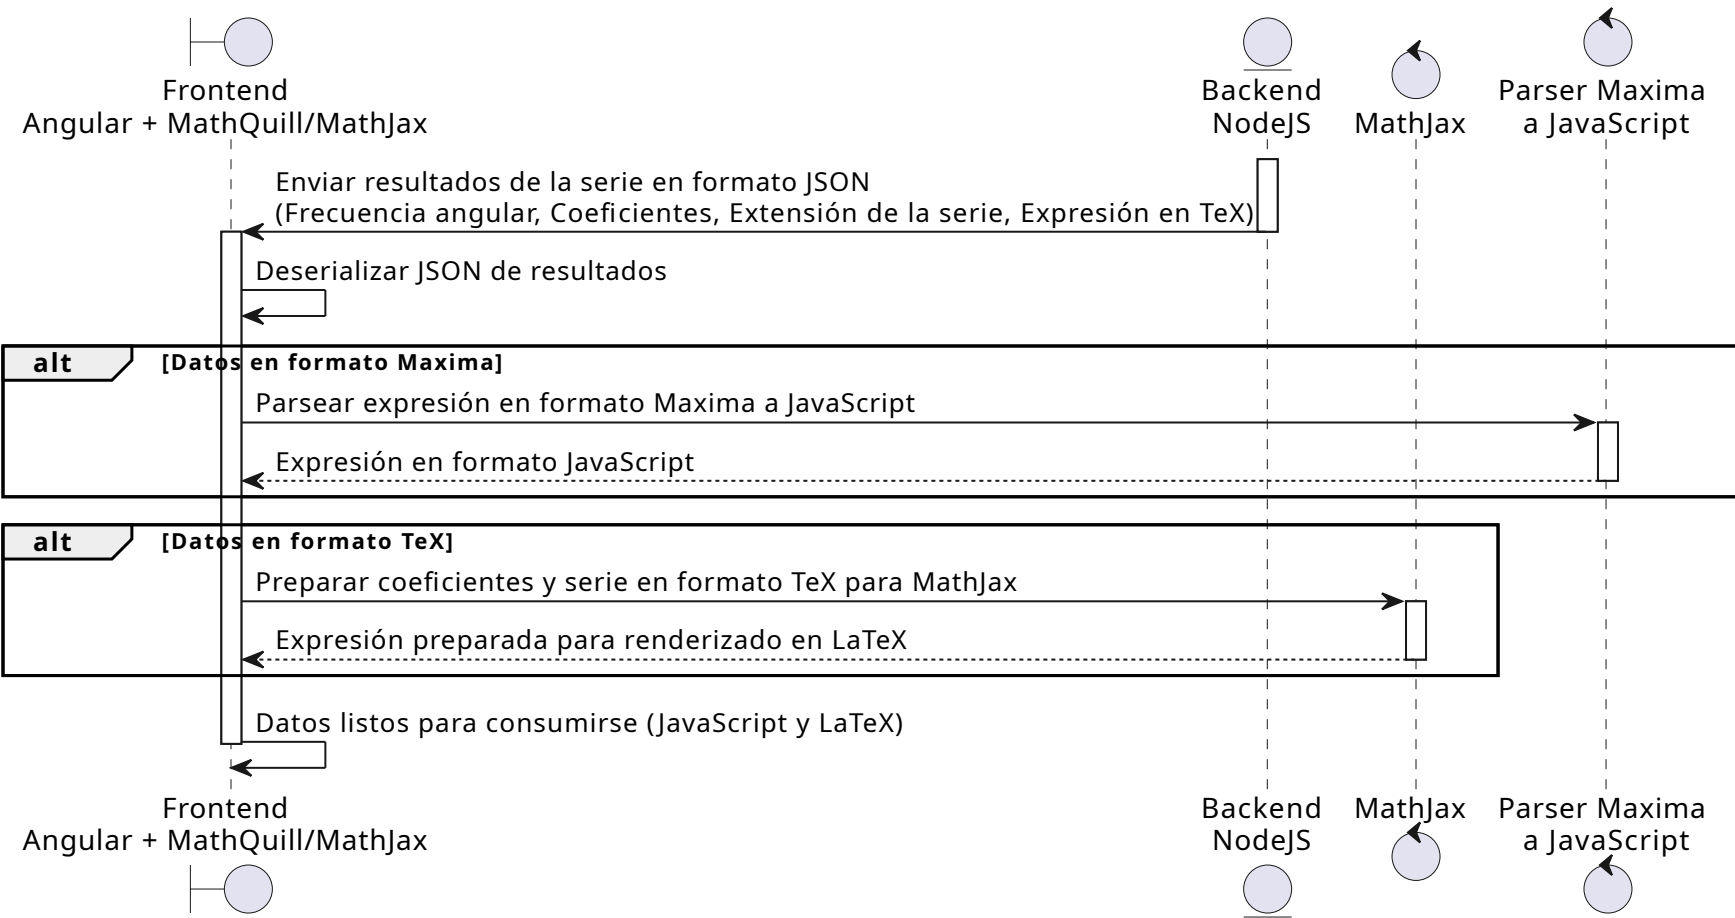 Frontend
Angular + MathQuill/MathJax
Backend
NodeJS
MathJax
Parser Maxima
a JavaScript
Enviar resultados de la serie en formato JSON
(Frecuencia angular, Coeficientes, Extensión de la serie, Expresión en TeX)
Deserializar JSON de resultados
alt [Datos en formato Maxima]
Parsear expresión en formato Maxima a JavaScript
Expresión en formato JavaScript
alt [Datos en formato TeX]
Preparar coeficientes y serie en formato TeX para MathJax
Expresión preparada para renderizado en LaTeX
Datos listos para consumirse (JavaScript y LaTeX)
Frontend
Angular + MathQuill/MathJax
Backend
NodeJS
MathJax
Parser Maxima
a JavaScript